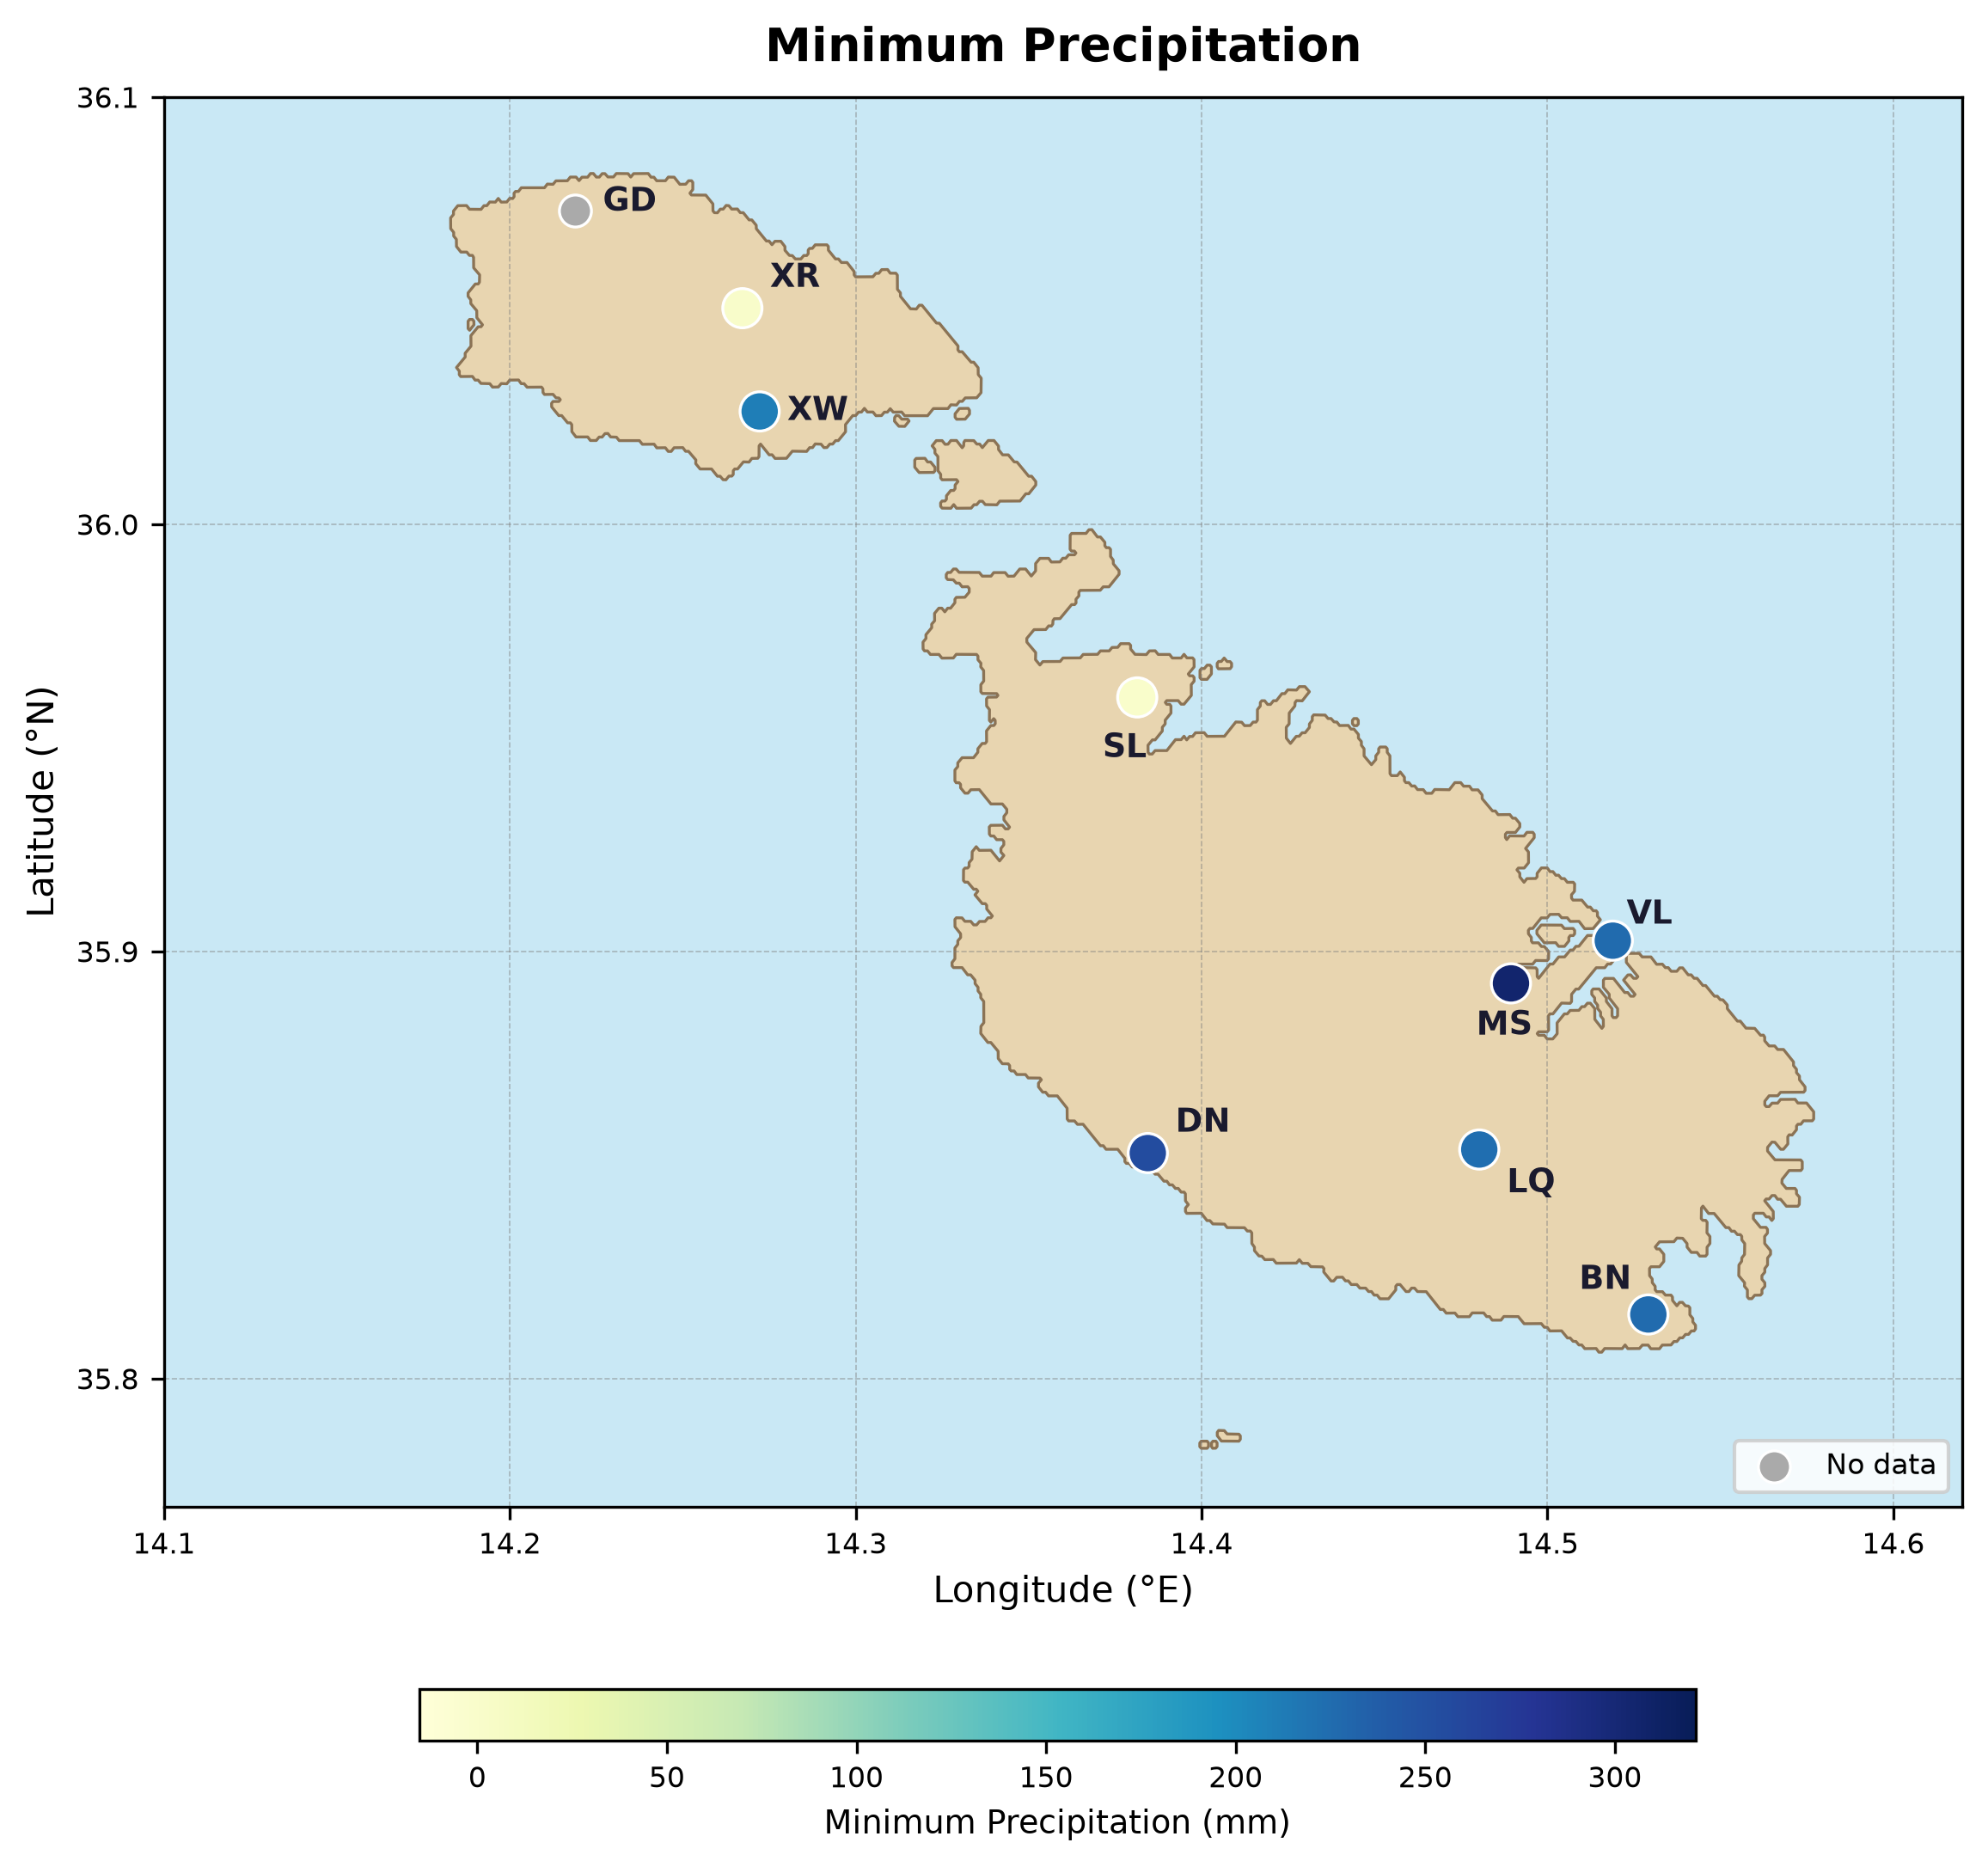 Minimum Precipitation
36.1
36.0
35.9
35.8
Latitude (°N)
GD
XR
XW
SL
VL
MS
DN
LQ
BN
No data
14.1 14.2 14.3 14.4 14.5 14.6
Longitude (°E)
0 50 100 150 200 250 300
Minimum Precipitation (mm)